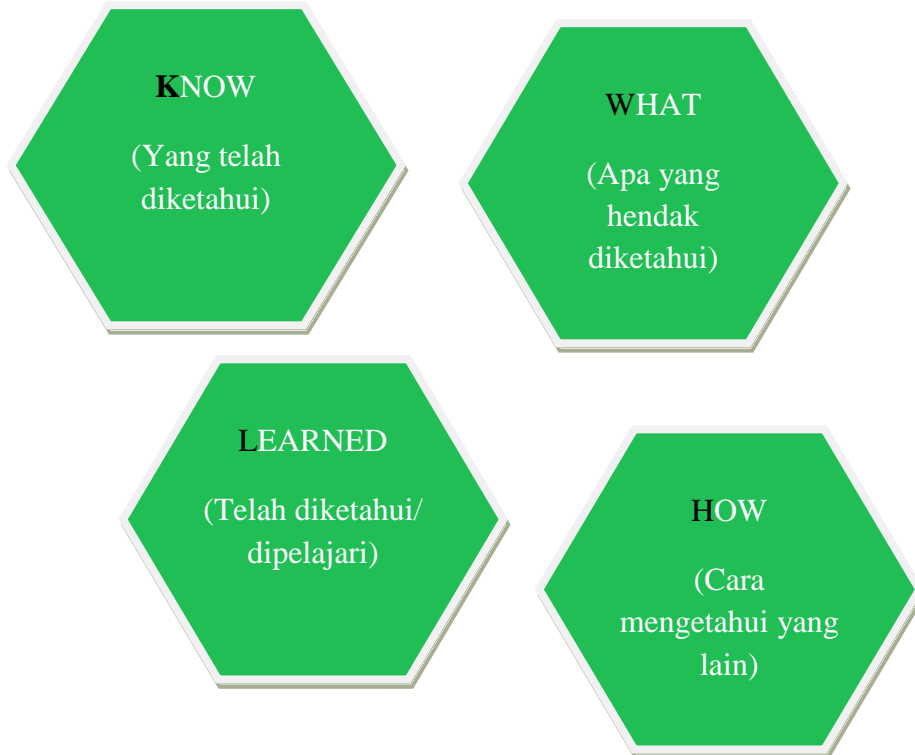 KNOW
(Yang telah
diketahui)
WHAT
(Apa yang
hendak
diketahui)
LEARNED
(Telah diketahui/
dipelajari)
HOW
(Cara
mengetahui yang
lain)